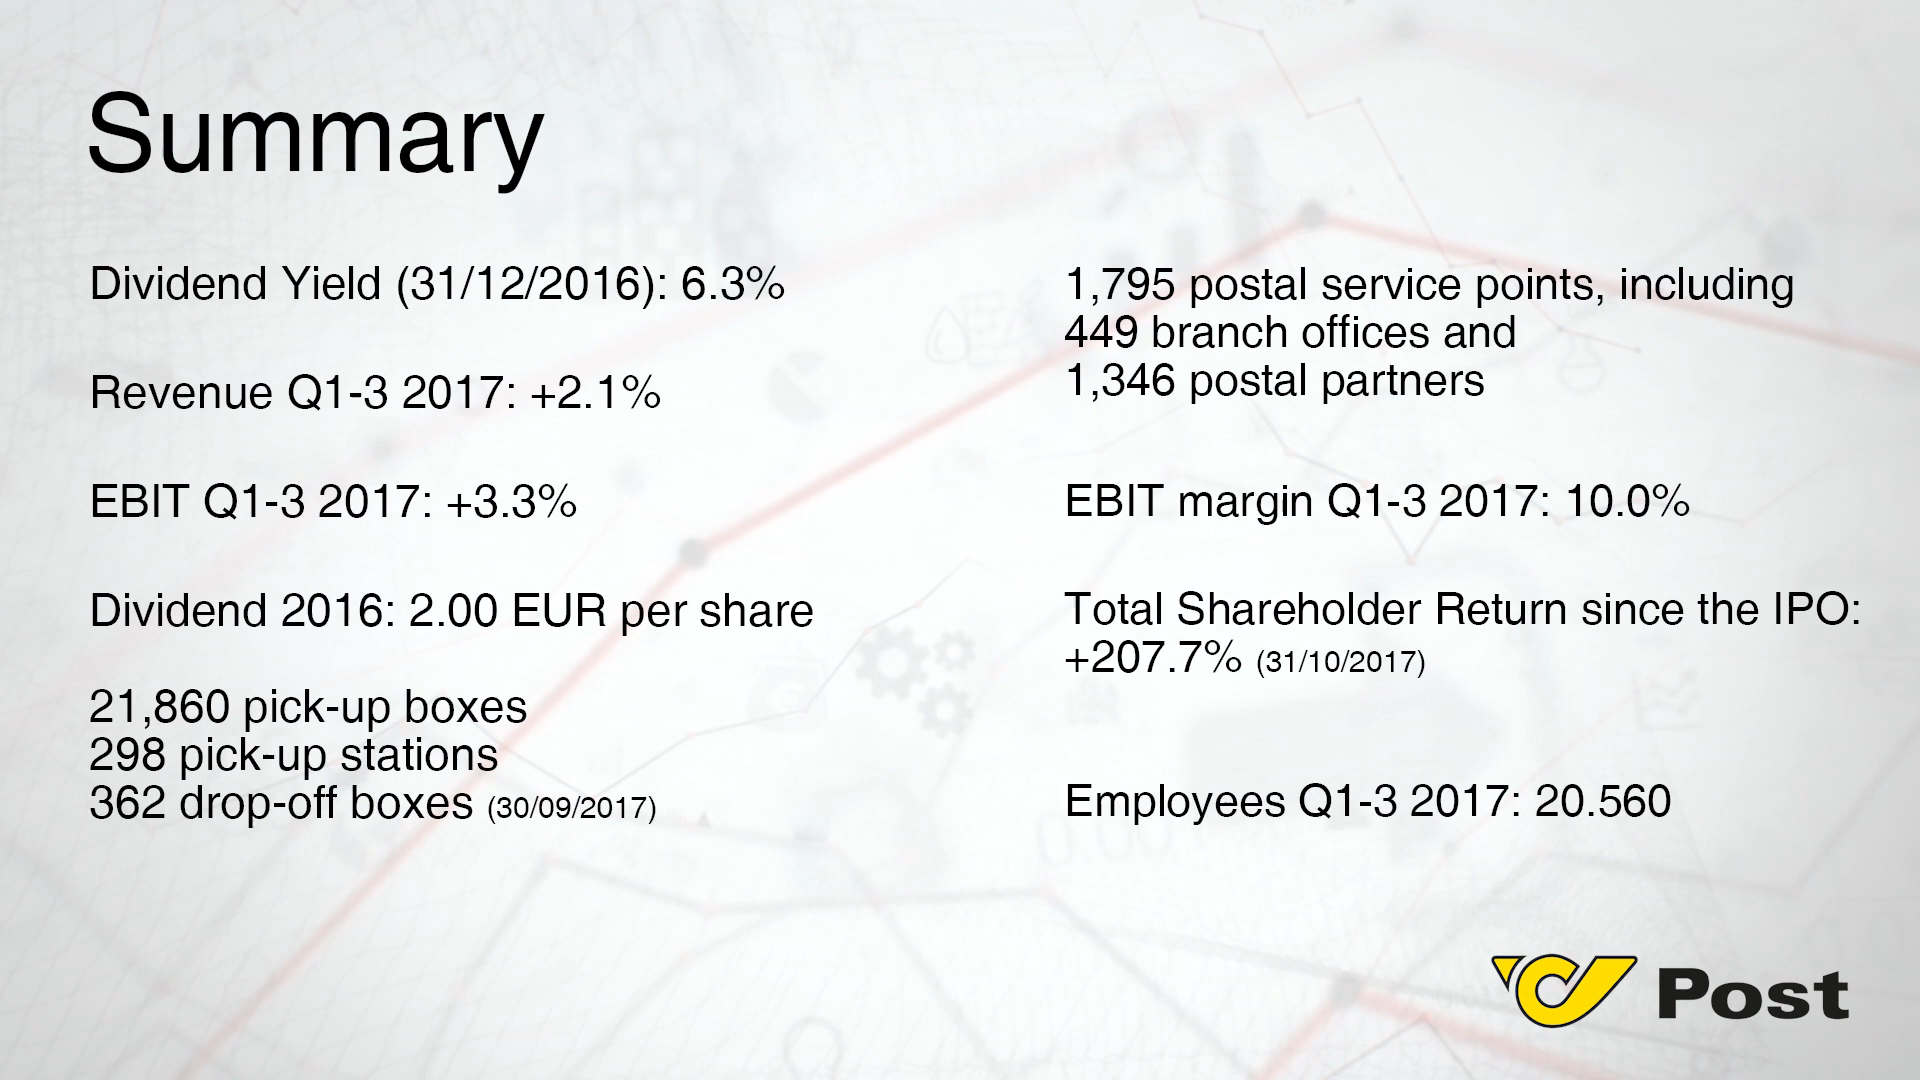 Summary
Dividend Yield (31/12/2016): 6.3%
Revenue Q1-3 2017: +2.1%
EBIT Q1-3 2017: +3.3%
Dividend 2016: 2.00 EUR per share
21,860 pick-up boxes
298 pick-up stations
362 drop-off boxes (30/09/2017)
1,795 postal service points, including
449 branch offices and
1,346 postal partners
EBIT margin Q1-3 2017: 10.0%
Total Shareholder Return since the IPO:
+207.7% (31/10/2017)
Employees Q1-3 2017: 20.560
Post